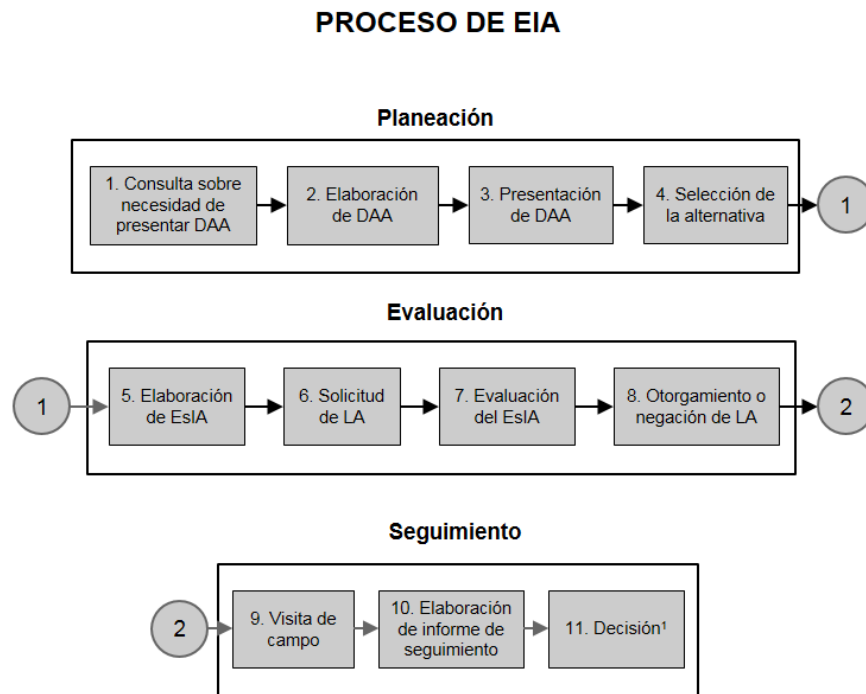 PROCESO DE EIA
Planeación
1. Consulta sobre
necesidad de
presentar DAA
2. Elaboración
de DAA
3. Presentación
de DAA
4. Selección de
la alternativa
1
Evaluación
1
5. Elaboración
de EsIA
6. Solicitud
de LA
7. Evaluación
del EsIA
8. Otorgamiento o
negación de LA
2
Seguimiento
2
9. Visita de
campo
10. Elaboración
de informe de
seguimiento
11. Decisión¹